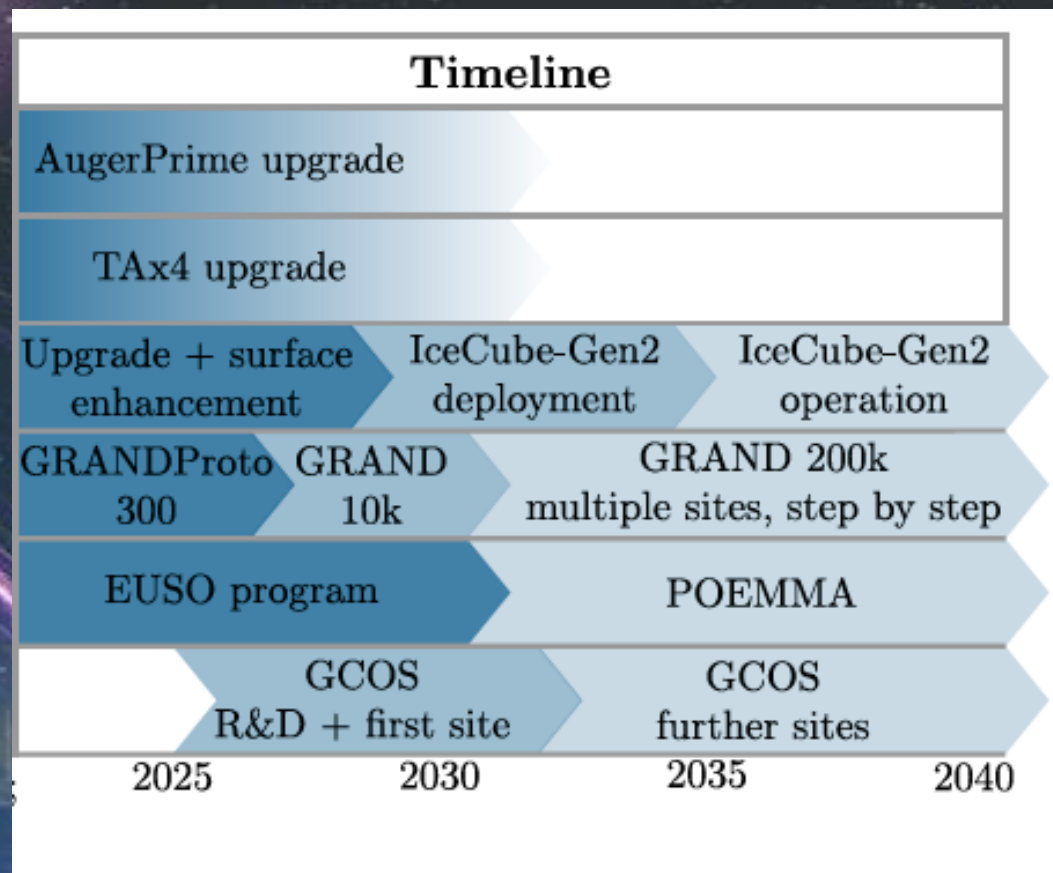 Timeline
AugerPrime upgrade
TAx4 upgrade
Upgrade + surface
enhancement
IceCube-Gen2
deployment
IceCube-Gen2
operation
GRANDProto
300
GRAND
10k
GRAND 200k
multiple sites, step by step
EUSO program
POEMMA
GCOS
R&D + first site
GCOS
further sites
2025
2030
2035
2040